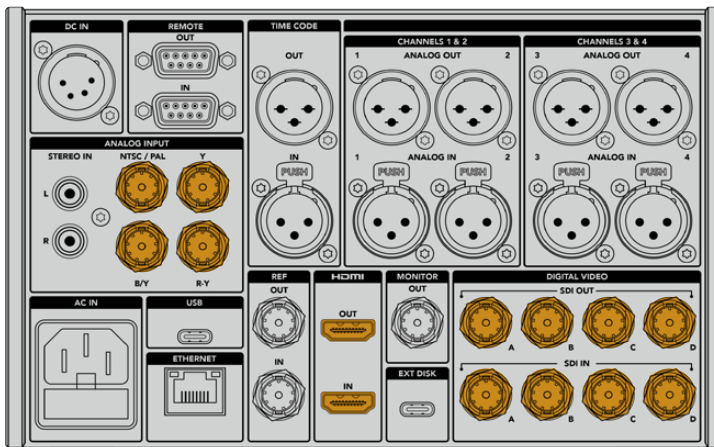 DC IN
REMOTE
OUT
IN
TIME CODE
OUT
IN
PUSH
CHANNELS 1 & 2
1 ANALOG OUT 2
1 ANALOG IN 2
PUSH PUSH
CHANNELS 3 & 4
3 ANALOG OUT 4
3 ANALOG IN 4
PUSH PUSH
ANALOG INPUT
STEREO IN NTSC / PAL Y
L
R
B/Y R-Y
AC IN
USB
ETHERNET
REF
OUT
IN
HDMI
OUT
IN
MONITOR
OUT
EXT DISK
DIGITAL VIDEO
SDI OUT
A B C D
SDI IN
A B C D